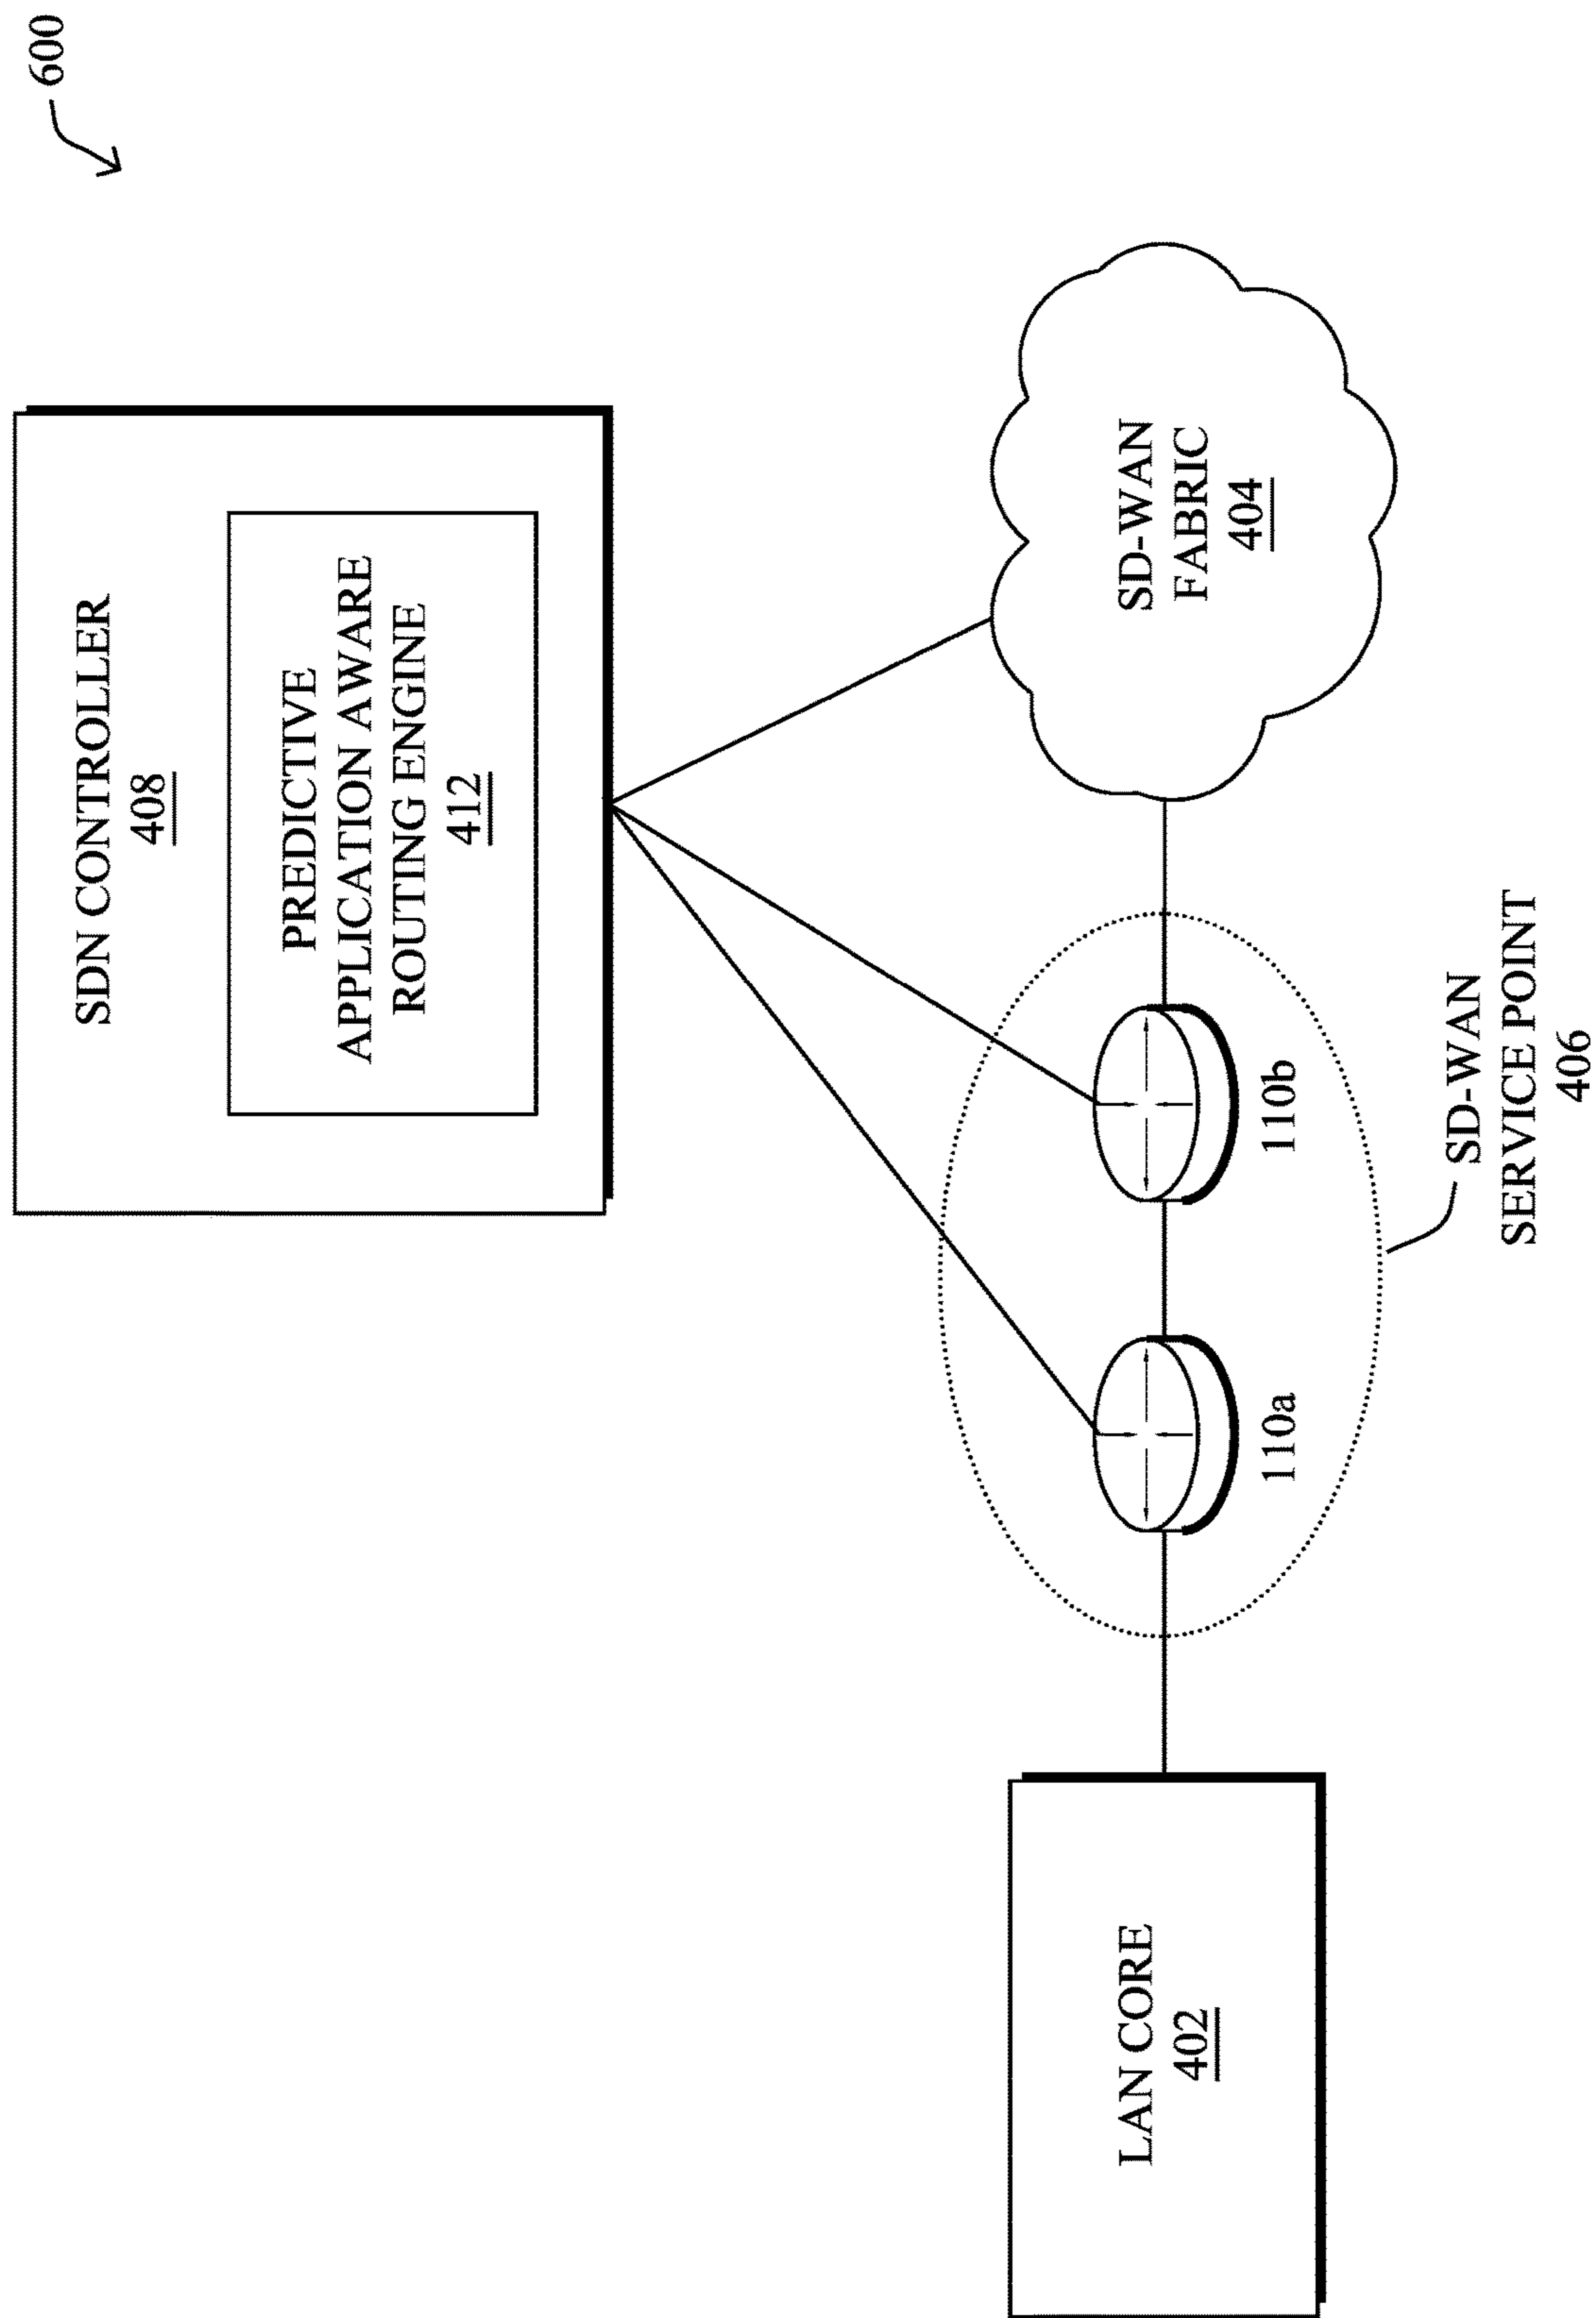 600
SDN CONTROLLER
408
PREDICTIVE
APPLICATION AWARE
ROUTING ENGINE
412
LAN CORE
402
110a
110b
SD-WAN
FABRIC
404
SD-WAN
SERVICE POINT
406